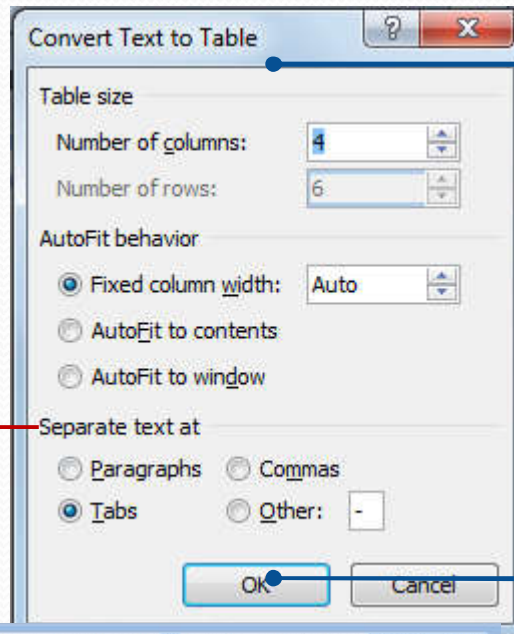 Convert Text to Table ? X
Table size
Number of columns: 4
Number of rows: 6
AutoFit behavior
Fixed column width: Auto
AutoFit to contents
AutoFit to window
Separate text at
Paragraphs Commas
Tabs Other: -
OK Cancel